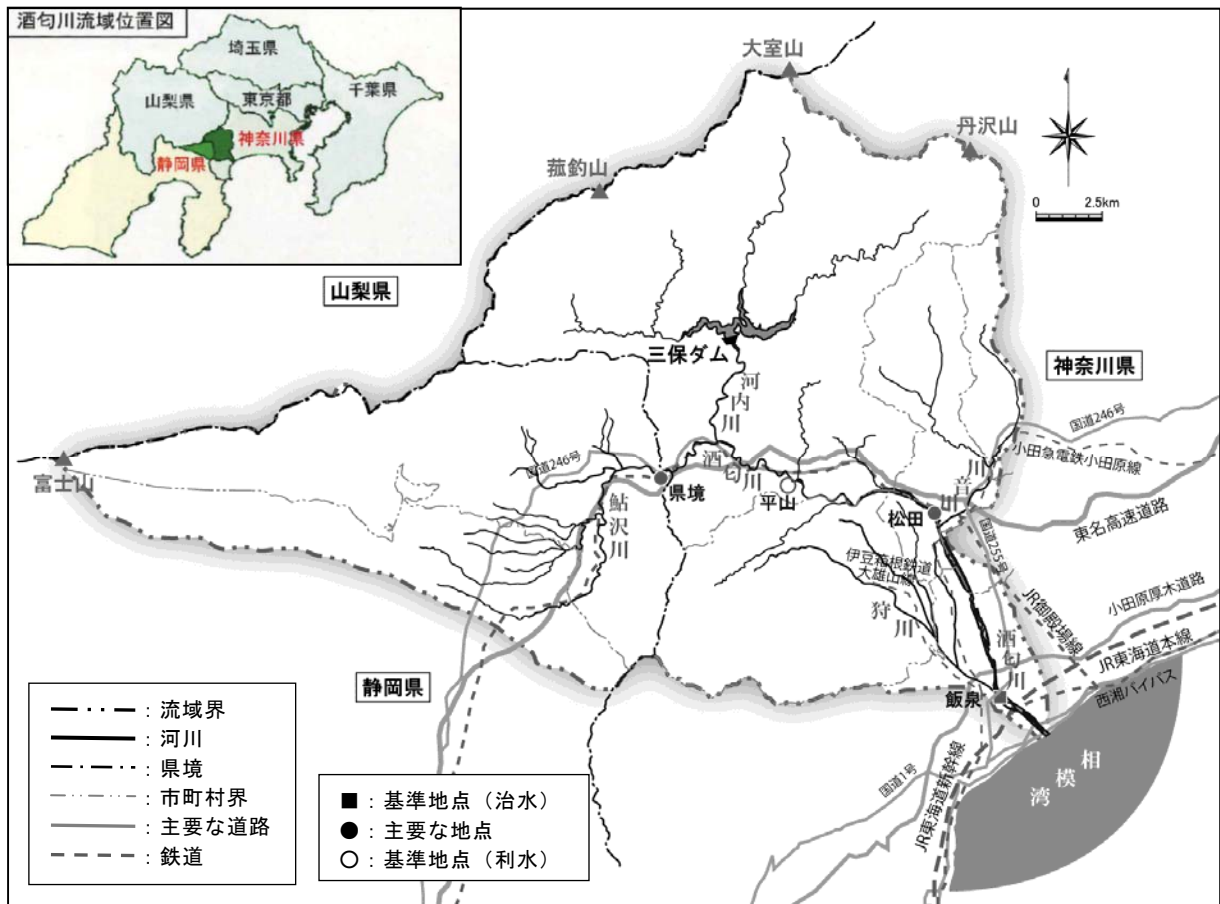 酒匂川流域位置図
埼玉県
山梨県
東京都
千葉県
神奈川県
静岡県
大室山
丹沢山
菰釣山
2.5km
0
山梨県
三保ダム
神奈川県
河内川
国道246号
小田急電鉄小田原線
川音川
富士山
国道246号
県境
酒匂川
平山
鮎沢川
松田
東名高速道路
国道255号
伊豆箱根鉄道
大雄山線
狩川
JR御殿場線
小田原厚木道路
酒匂川
JR東海道本線
西湘バイパス
静岡県
飯泉
国道1号
JR東海道新幹線
相模湾
:流域界
:河川
:県境
:市町村界
:主要な道路
:鉄道
■:基準地点(治水)
●:主要な地点
○:基準地点(利水)